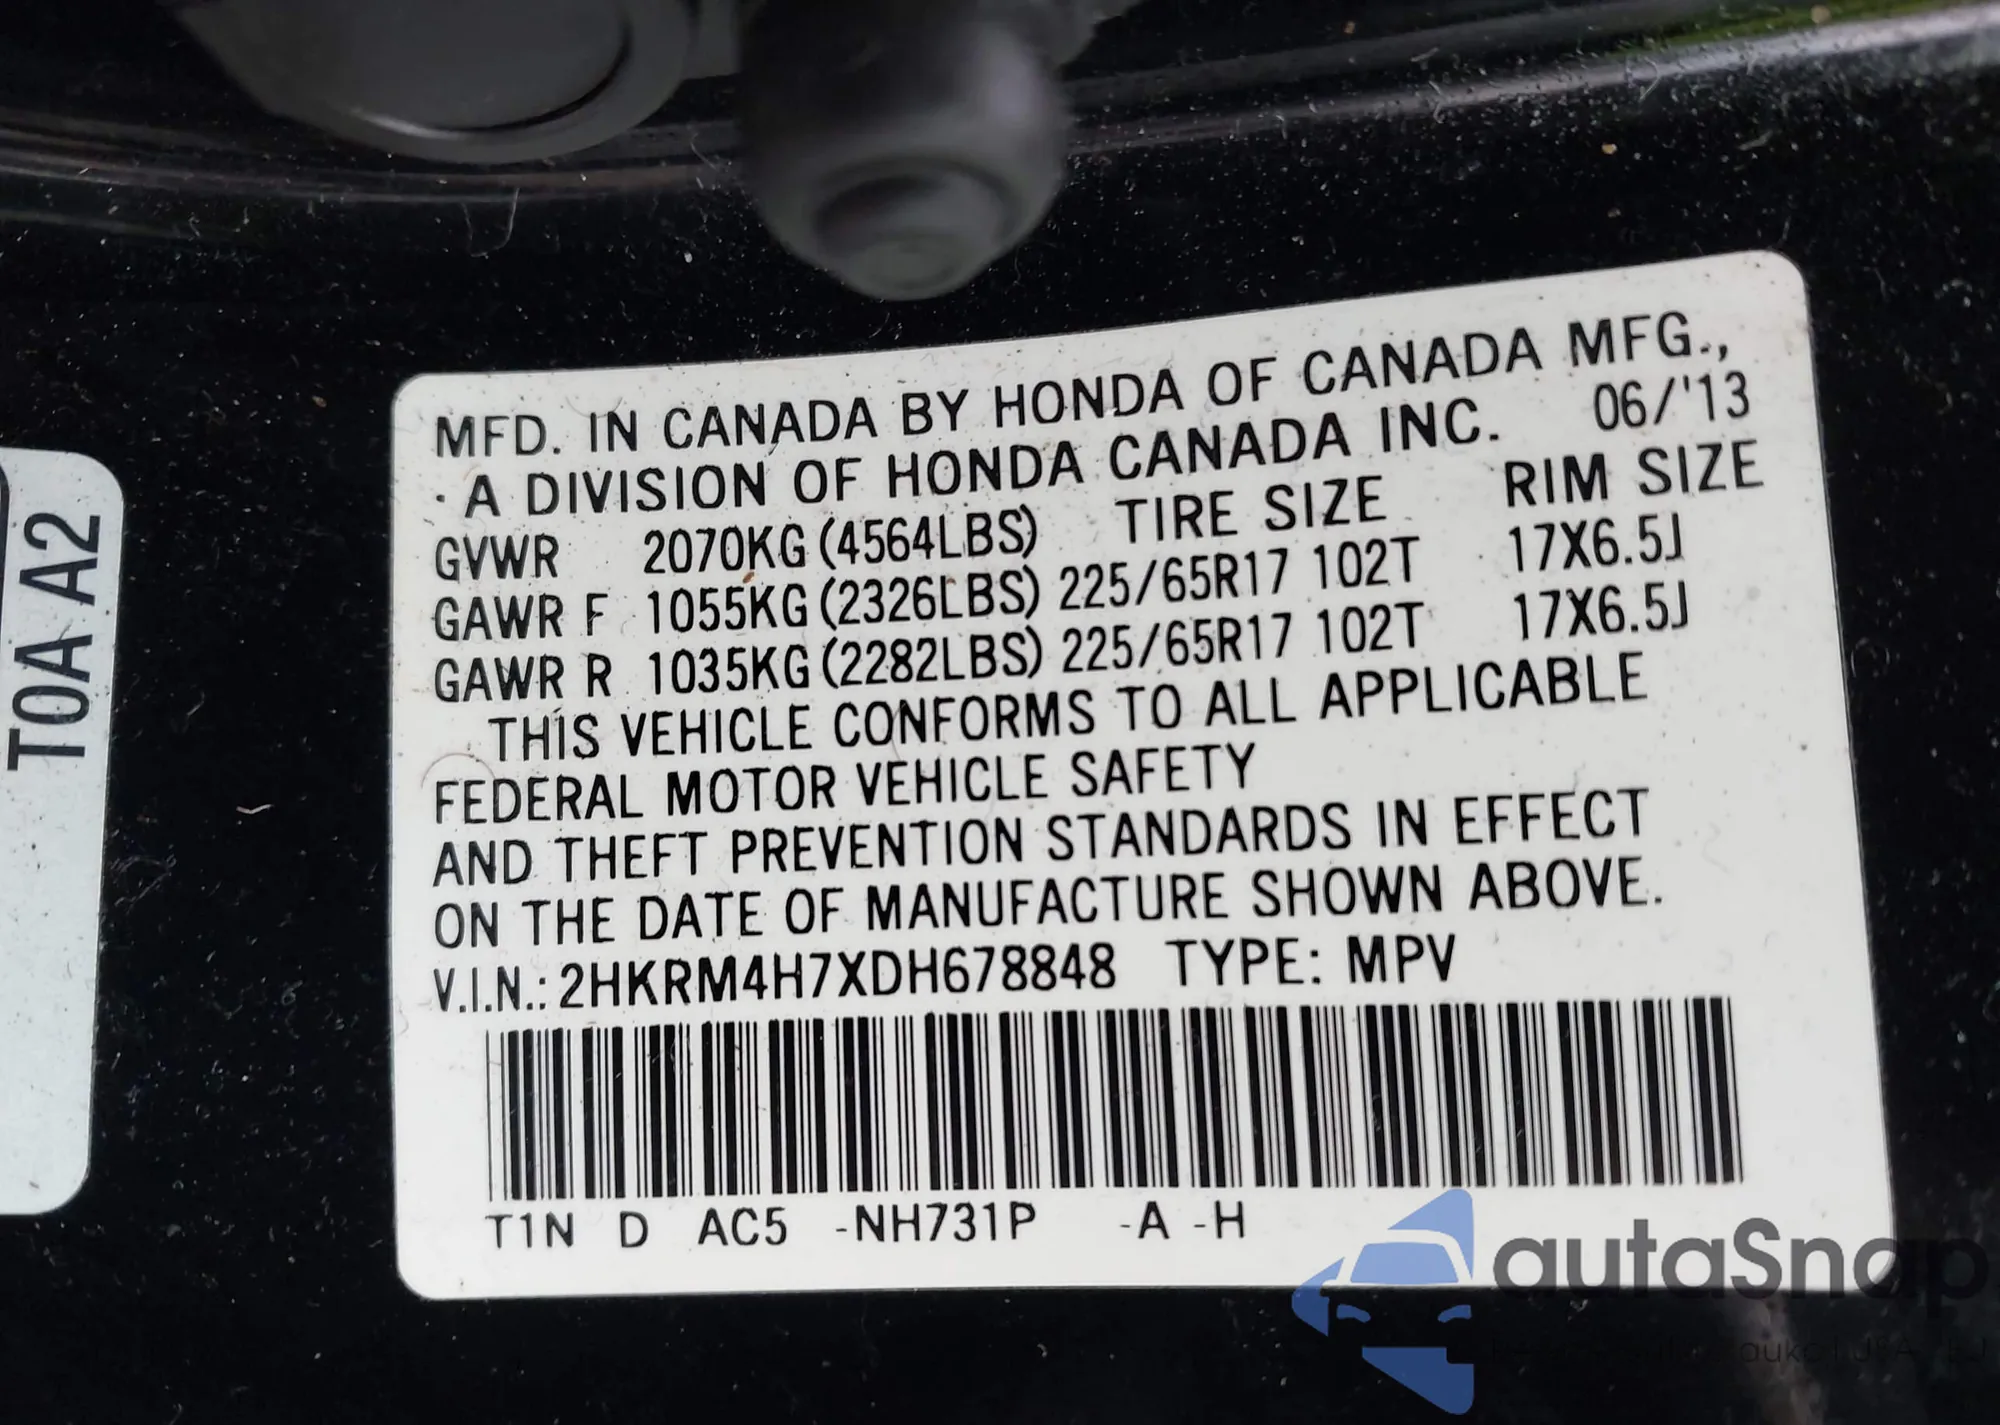 MFD. IN CANADA BY HONDA OF CANADA MFG.,
A DIVISION OF HONDA CANADA INC. 06/'13
GVWR 2070KG (4564LBS) TIRE SIZE RIM SIZE
GAWR F 1055KG (2326LBS) 225/65R17 102T 17X6.5J
GAWR R 1035KG (2282LBS) 225/65R17 102T 17X6.5J
THIS VEHICLE CONFORMS TO ALL APPLICABLE
FEDERAL MOTOR VEHICLE SAFETY
AND THEFT PREVENTION STANDARDS IN EFFECT
ON THE DATE OF MANUFACTURE SHOWN ABOVE.
V.I.N.: 2HKRM4H7XDH678848 TYPE: MPV
T1N D AC5 -NH731P -A -H
T0A A2
autaSnap